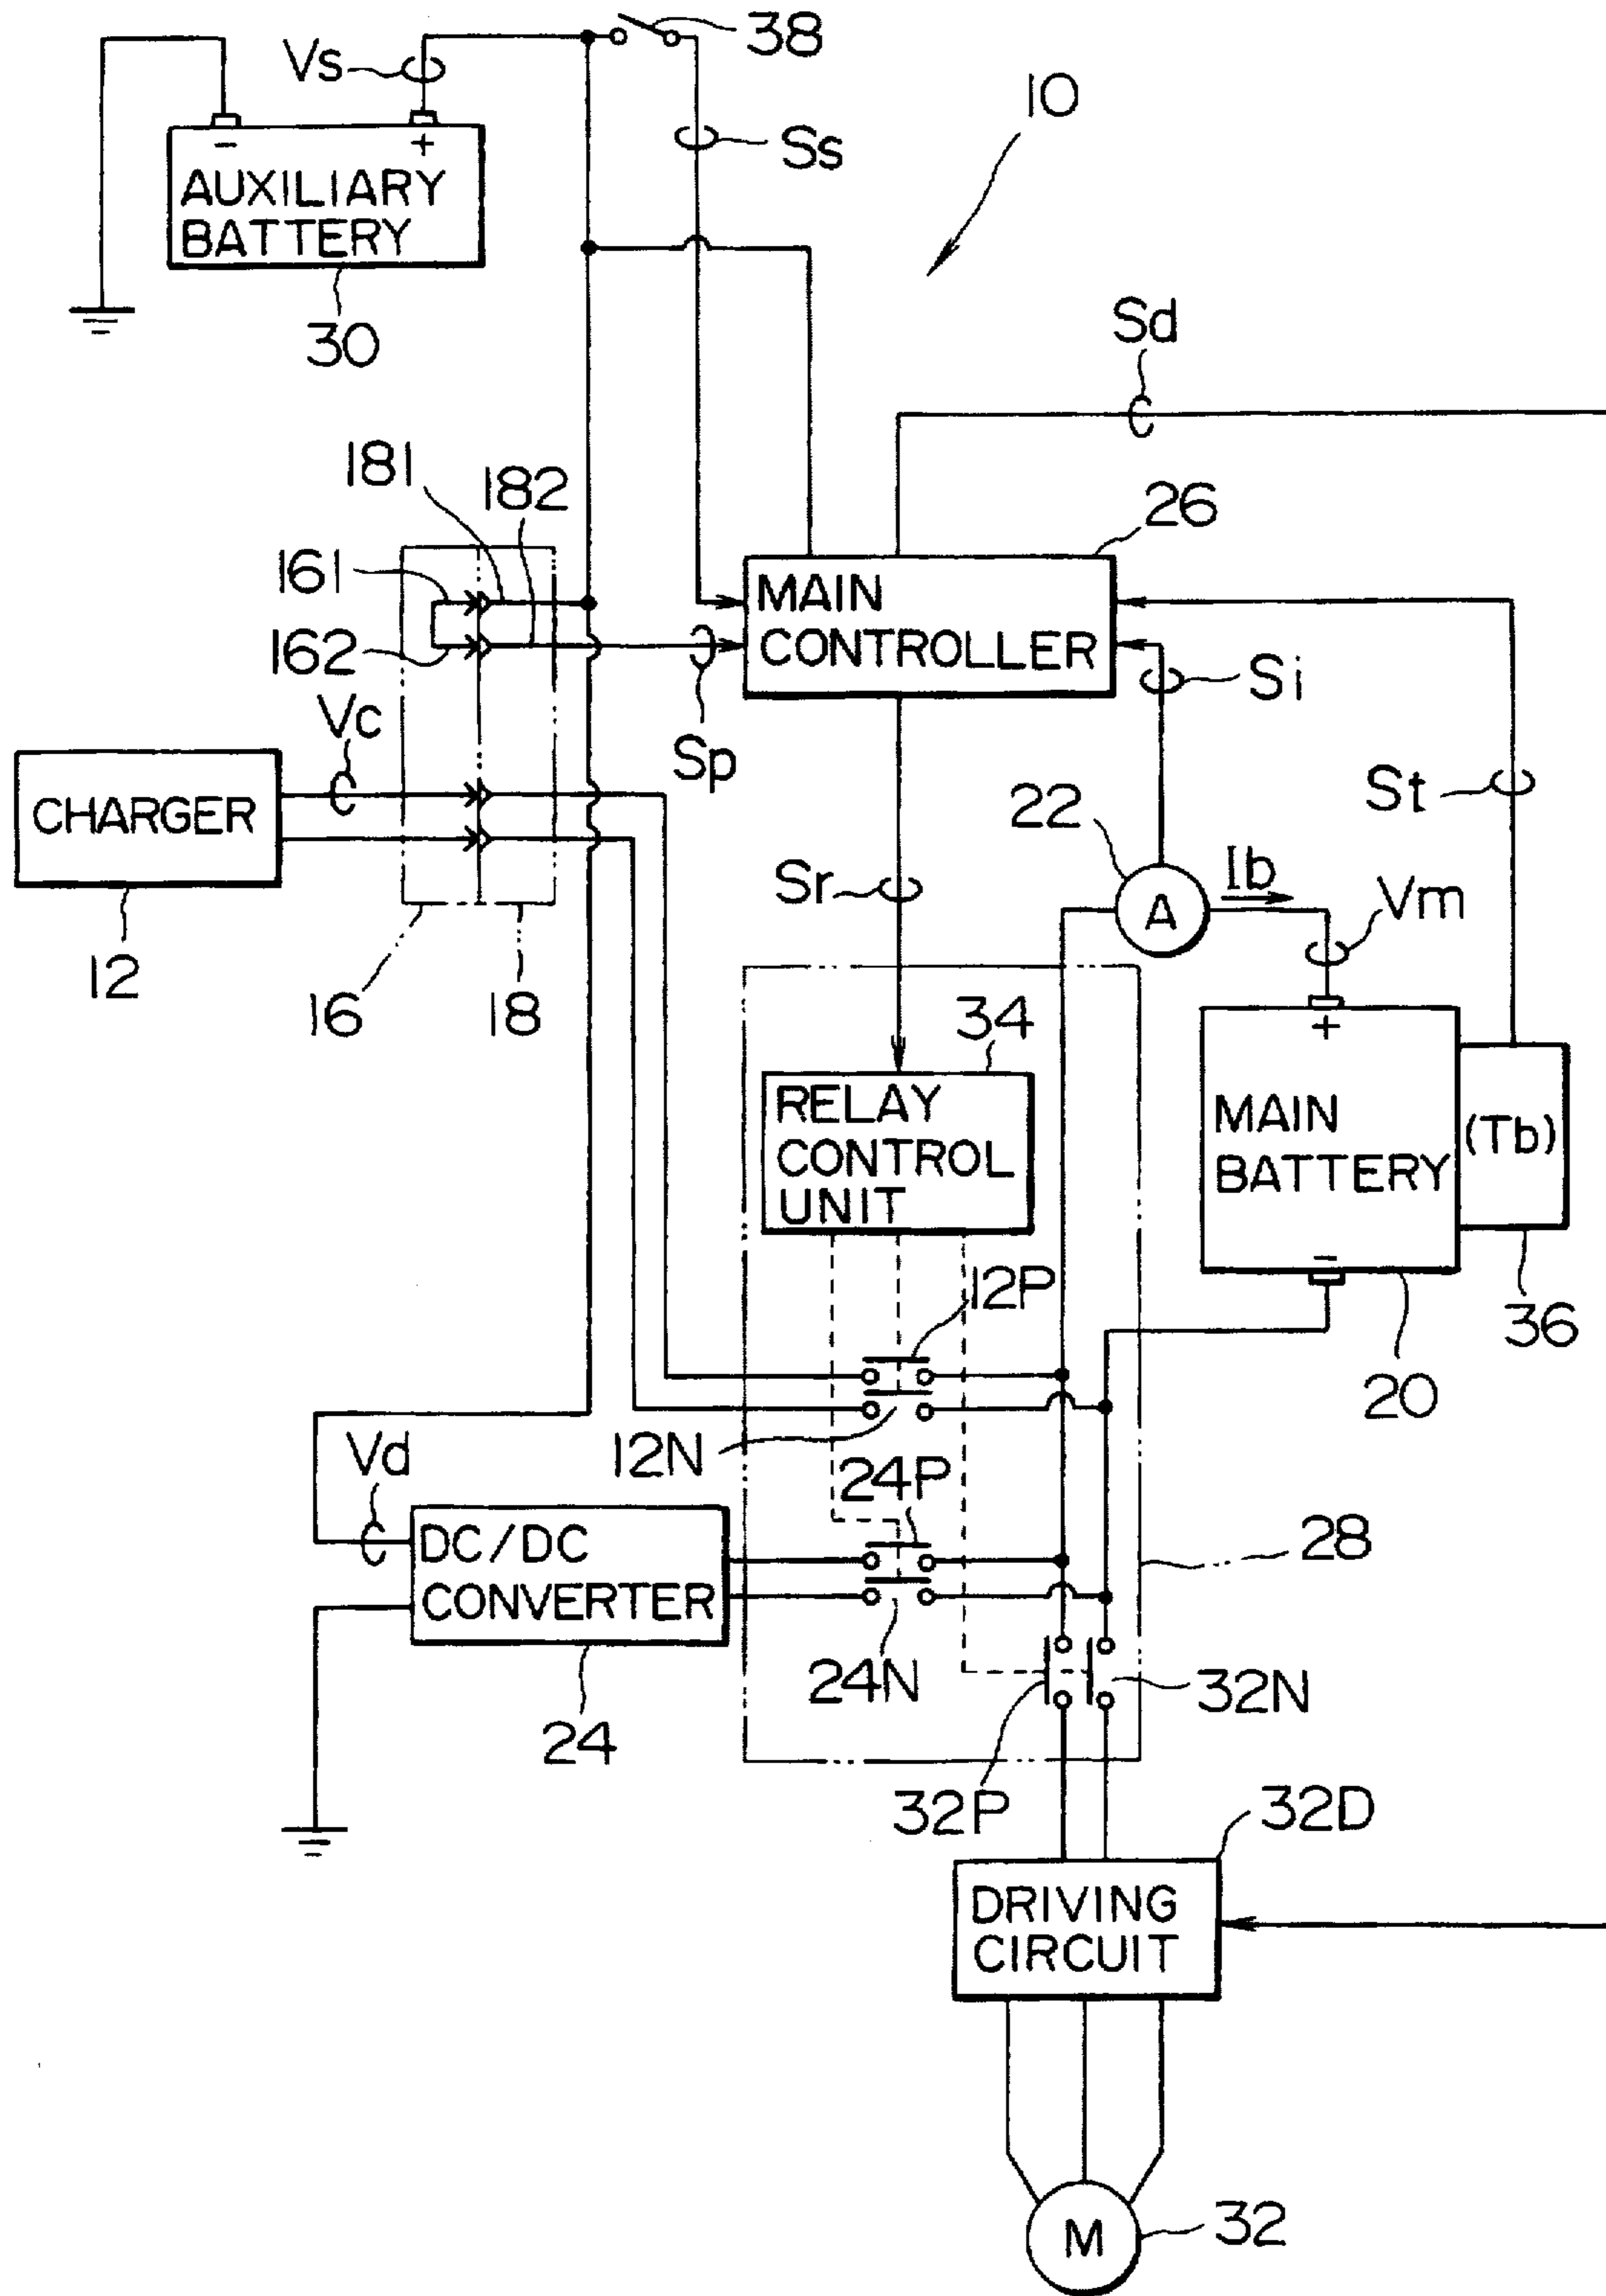 38
Vs
10
Ss
-
+
AUXILIARY
BATTERY
30
Sd
181
182
26
161
MAIN
CONTROLLER
162
Si
Vc
Sp
St
CHARGER
22
Ib
Sr
A
Vm
12
16
18
34
+
RELAY
CONTROL
UNIT
MAIN
BATTERY
(Tb)
-
12P
36
20
12N
Vd
24P
28
DC/DC
CONVERTER
24N
32N
24
32P
32D
DRIVING
CIRCUIT
M
32